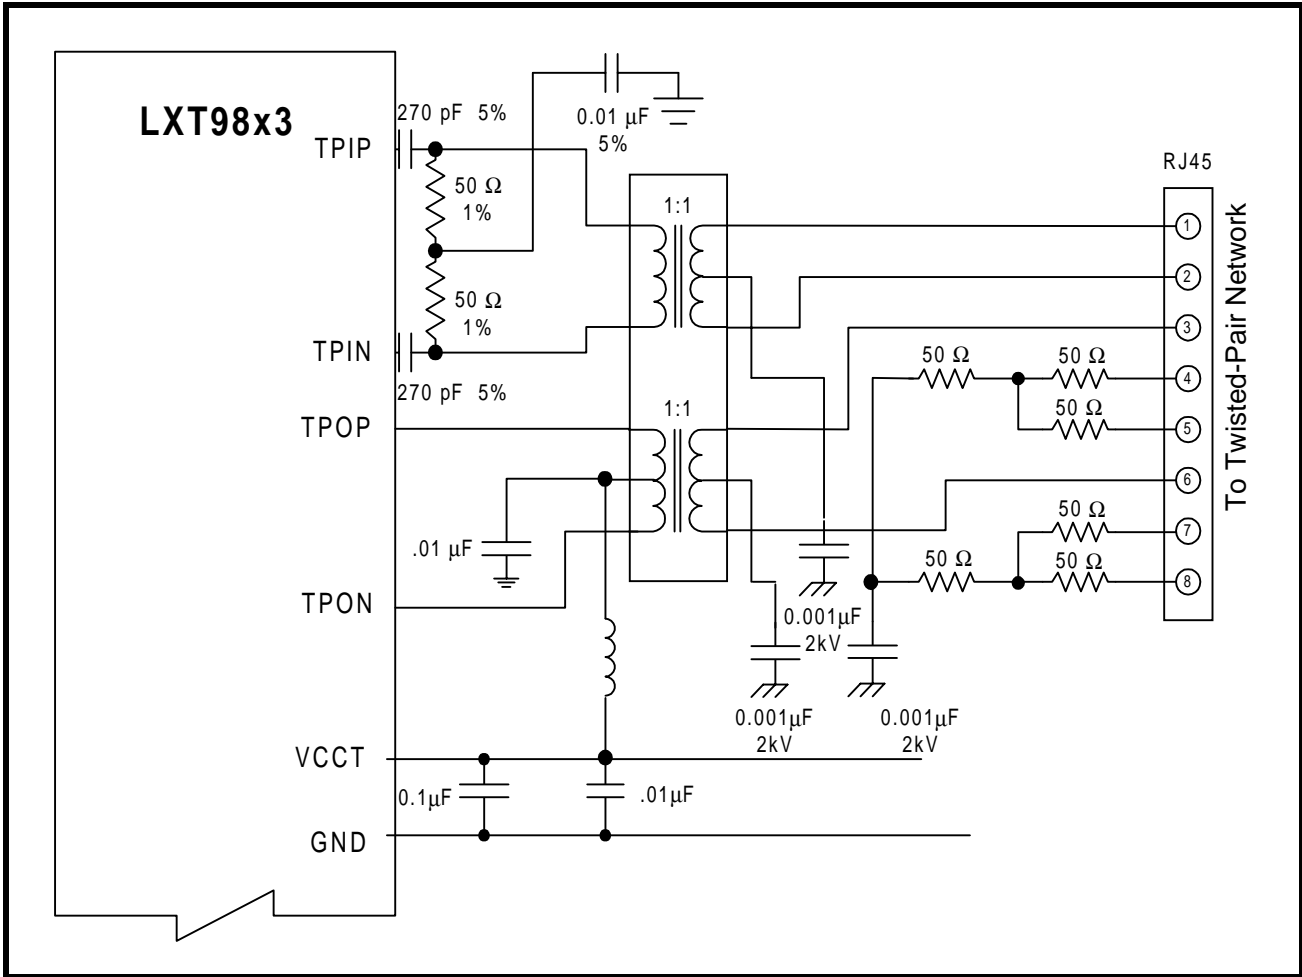 LXT98x3
270 pF 5%
0.01 μF
5%
TPIP
50 Ω
1%
50 Ω
1%
TPIN
270 pF 5%
TPOP
.01 μF
TPON
VCCT
0.1μF
.01μF
GND
1:1
1:1
0.001μF
2kV
0.001μF
2kV
0.001μF
2kV
50 Ω
50 Ω
50 Ω
50 Ω
50 Ω
50 Ω
RJ45
1
2
3
4
5
6
7
8
To Twisted-Pair Network